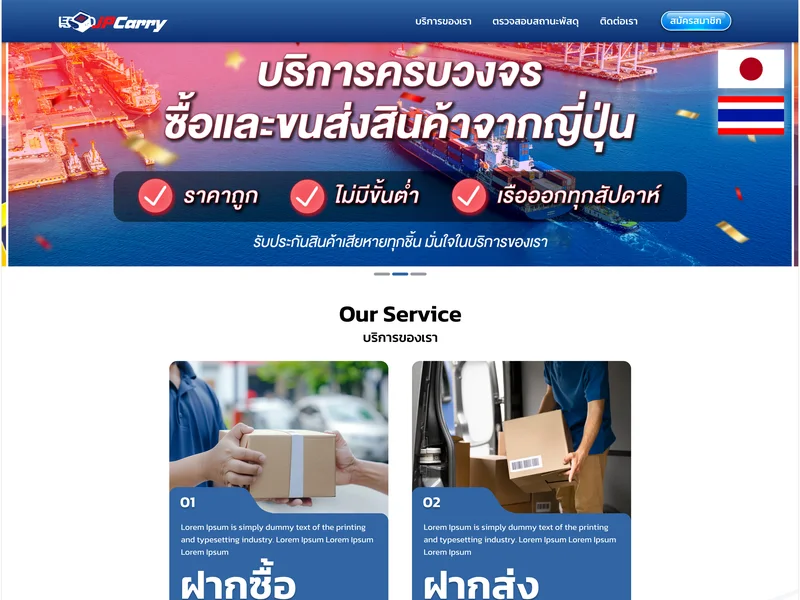 JPCarry
บริการของเรา ตรวจสอบสถานะพัสดุ ติดต่อเรา สมัครสมาชิก
บริการครบวงจร
ซื้อและขนส่งสินค้าจากญี่ปุ่น
ราคาถูก ไม่มีขั้นต่ำ เรือออกทุกสัปดาห์
รับประกันสินค้าเสียหายทุกชิ้น มั่นใจในบริการของเรา
Our Service
บริการของเรา
01
Lorem Ipsum is simply dummy text of the printing
and typesetting industry. Lorem Ipsum Lorem Ipsum
Lorem Ipsum
ฝากซื้อ
02
Lorem Ipsum is simply dummy text of the printing
and typesetting industry. Lorem Ipsum Lorem Ipsum
Lorem Ipsum
ฝากส่ง